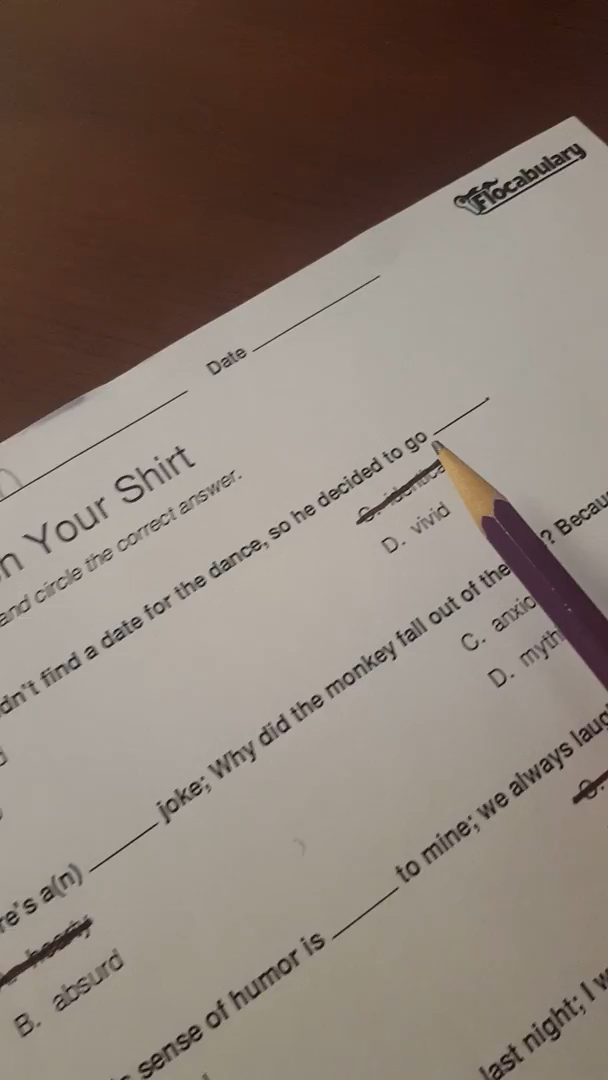 Flocabulary
Date
n Your Shirt
and circle the correct answer.
dn't find a date for the dance, so he decided to go
D. vivid
joke; Why did the monkey fall out of the ? Becau
C. anxio
D. myth
re's a(n)
B. absurd
sense of humor is to mine; we always laug
last night; I w